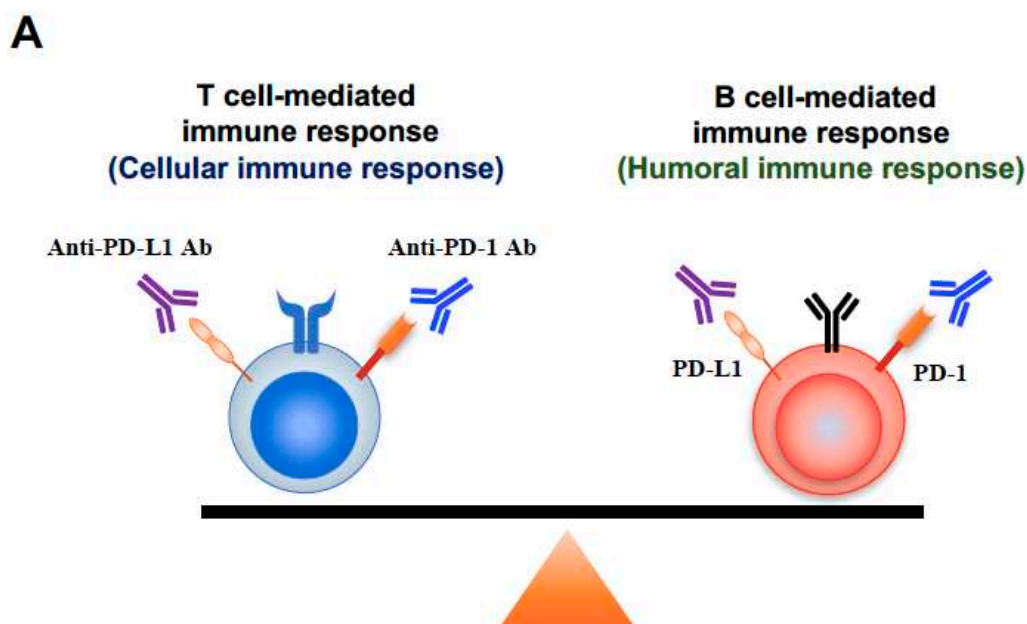 A
T cell-mediated
immune response
(Cellular immune response)
B cell-mediated
immune response
(Humoral immune response)
Anti-PD-L1 Ab
Anti-PD-1 Ab
PD-L1
PD-1